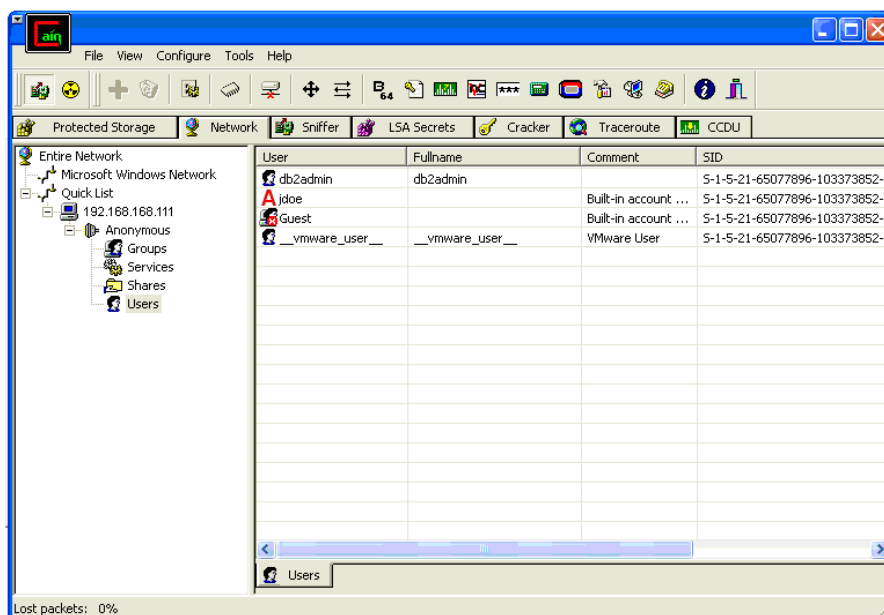 Cain
File View Configure Tools Help
B64 ***
Protected Storage Network Sniffer LSA Secrets Cracker Traceroute CCDU
Entire Network
Microsoft Windows Network
Quick List
192.168.168.111
Anonymous
Groups
Services
Shares
Users
User Fullname Comment SID
db2admin db2admin S-1-5-21-65077896-103373852-
A jdoe Built-in account ... S-1-5-21-65077896-103373852-
Guest Built-in account ... S-1-5-21-65077896-103373852-
__vmware_user__ __vmware_user__ VMware User S-1-5-21-65077896-103373852-
Users
Lost packets: 0%